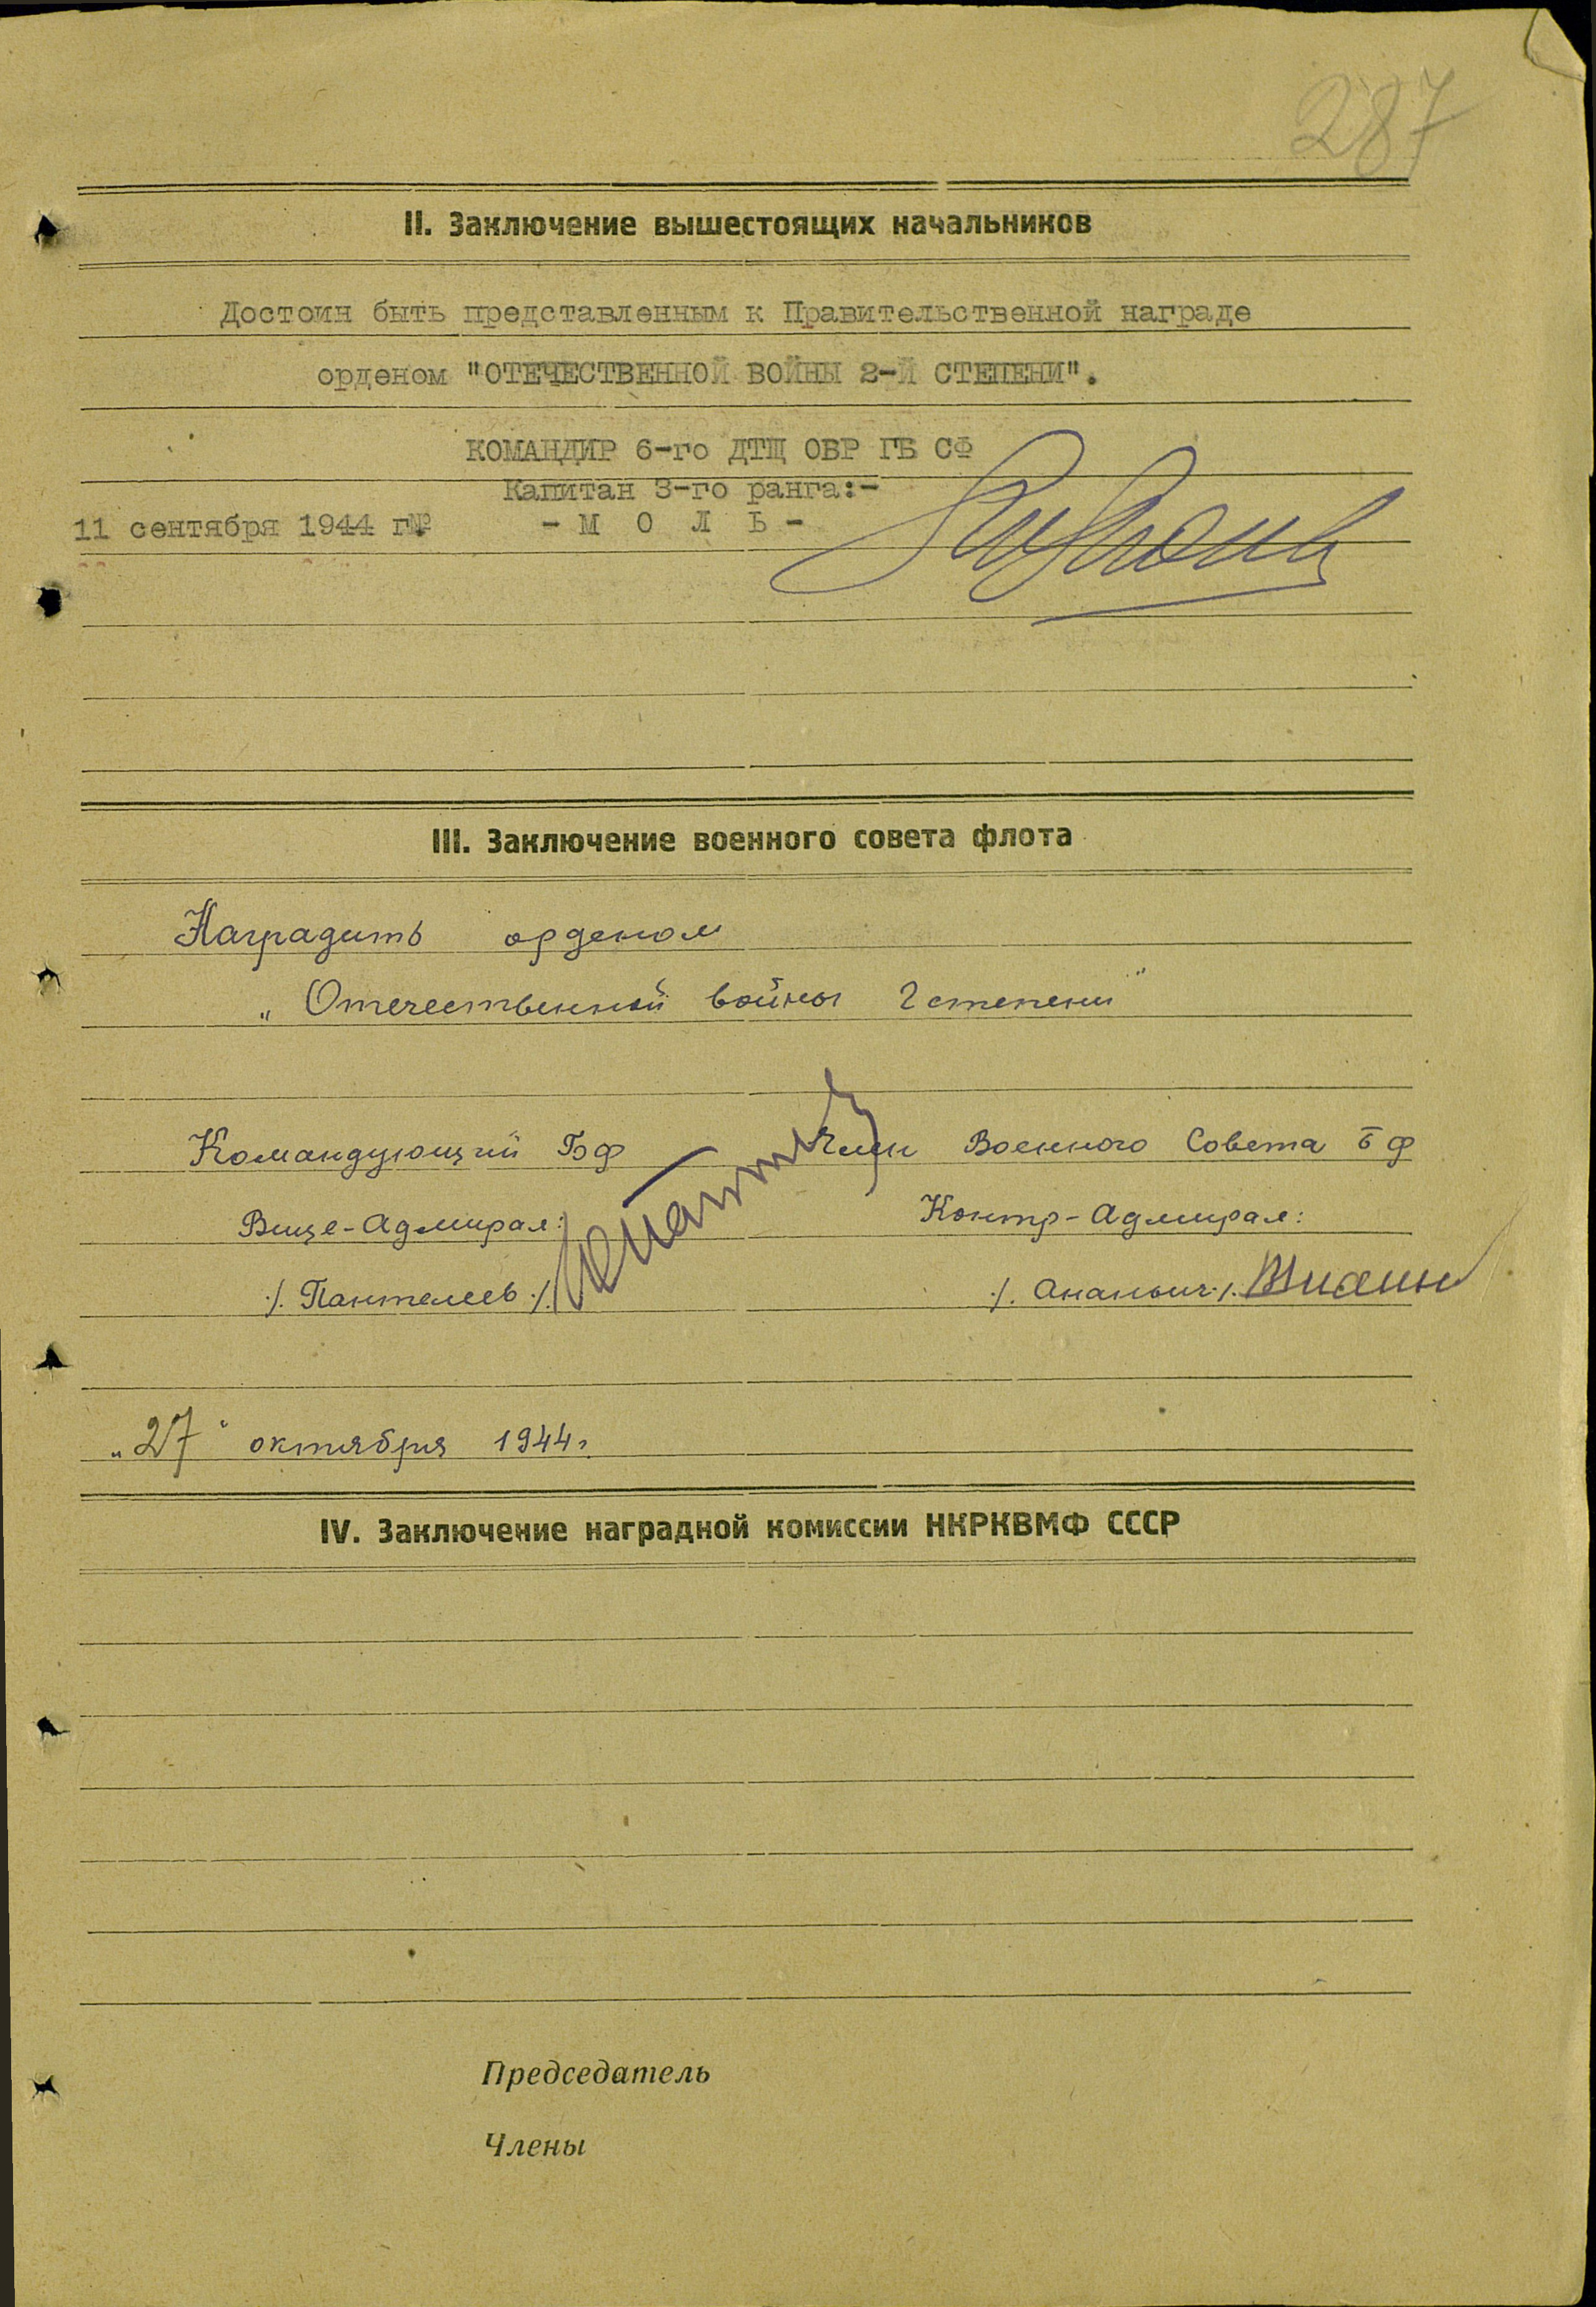 287
II. Заключение вышестоящих начальников
Достоин быть представленным к Правительственной награде
орденом "ОТЕЧЕСТВЕННОЙ ВОЙНЫ 2-Й СТЕПЕНИ".
КОМАНДИР 6-го ДТЩ ОВР ГБ СФ
Капитан 3-го ранга:-
11 сентября 1944 г. - М О Л Ь -
III. Заключение военного совета флота
Наградить орденом
„Отечественной войны 2 степени"
Командующий Бф Член Военного Совета Бф
Вице-Адмирал: Контр-Адмирал:
./. Пантелеев ./. ./. Ананьич ./.
„27" октября 1944г.
IV. Заключение наградной комиссии НКРКВМФ СССР
Председатель
Члены